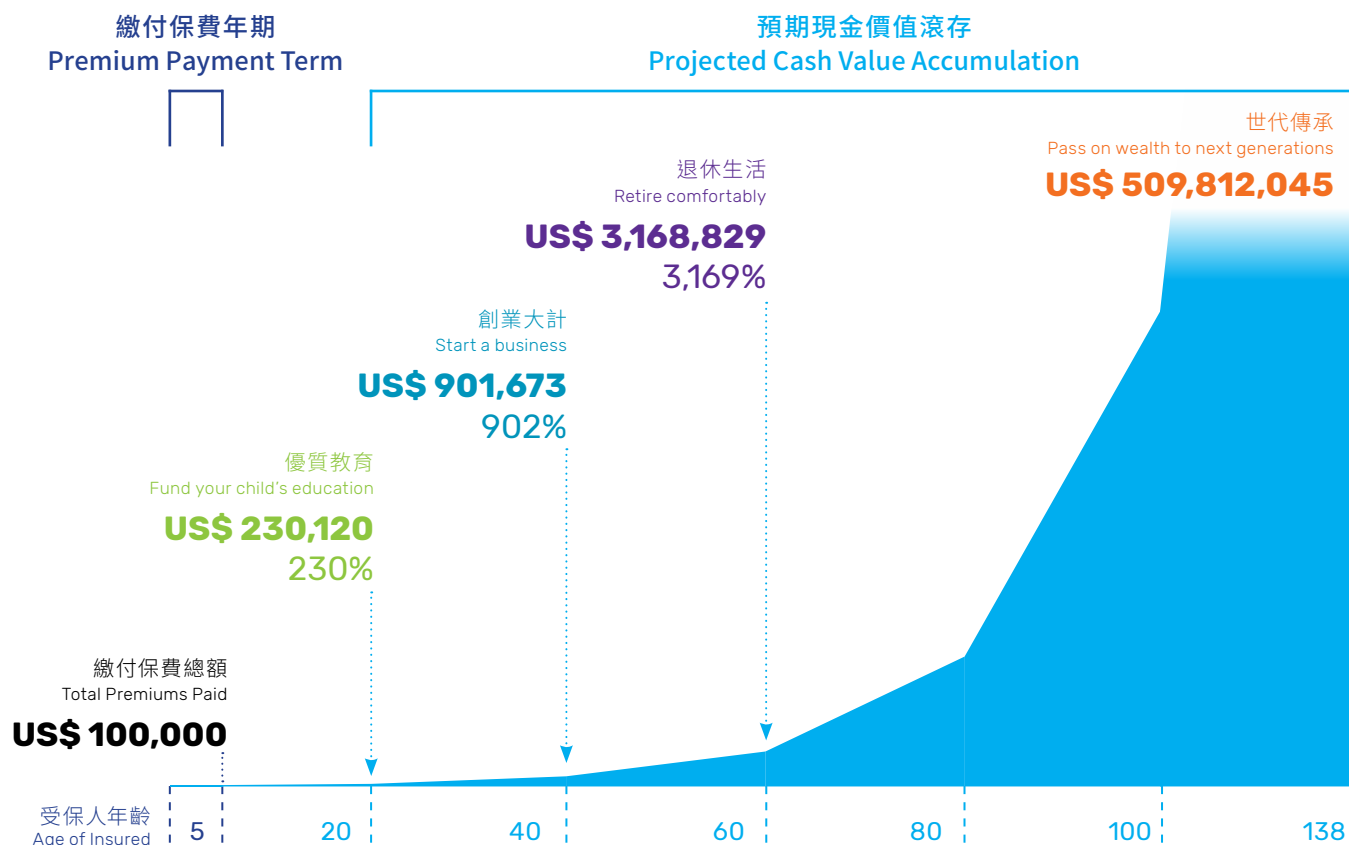 繳付保費年期
Premium Payment Term
預期現金價值滾存
Projected Cash Value Accumulation
世代傳承
Pass on wealth to next generations
US$ 509,812,045
退休生活
Retire comfortably
US$ 3,168,829
3,169%
創業大計
Start a business
US$ 901,673
902%
優質教育
Fund your child's education
US$ 230,120
230%
繳付保費總額
Total Premiums Paid
US$ 100,000
受保人年齡
Age of Insured
5 20 40 60 80 100 138